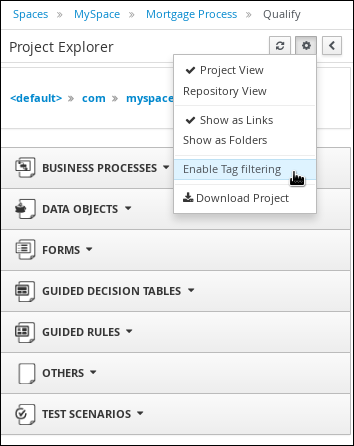 Spaces » MySpace » Mortgage Process » Qualify
Project Explorer
Project View
Repository View
Show as Links
Show as Folders
Enable Tag filtering
Download Project
<default> » com » myspace
BUSINESS PROCESSES
DATA OBJECTS
FORMS
GUIDED DECISION TABLES
GUIDED RULES
OTHERS
TEST SCENARIOS